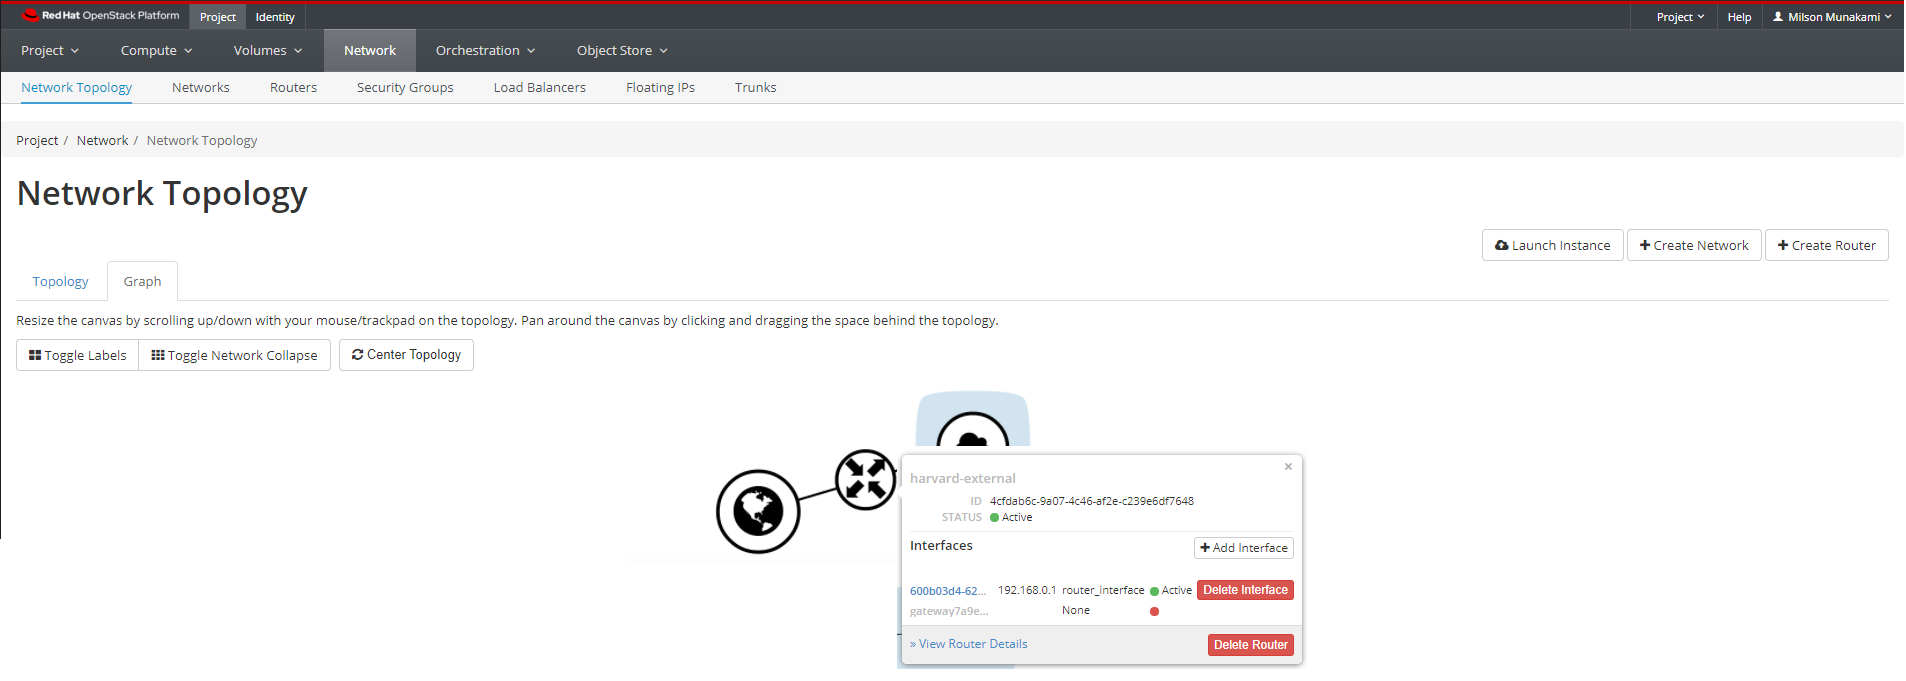 Red Hat OpenStack Platform Project Identity Project Help Milson Munakami
Project Compute Volumes Network Orchestration Object Store
Network Topology Networks Routers Security Groups Load Balancers Floating IPs Trunks
Project / Network / Network Topology
Network Topology
Launch Instance + Create Network + Create Router
Topology Graph
Resize the canvas by scrolling up/down with your mouse/trackpad on the topology. Pan around the canvas by clicking and dragging the space behind the topology.
Toggle Labels Toggle Network Collapse Center Topology
×
harvard-external
ID 4cfdab6c-9a07-4c46-af2e-c239e6df7648
STATUS Active
Interfaces + Add Interface
600b03d4-62... 192.168.0.1 router_interface Active Delete Interface
gateway7a9e... None
» View Router Details Delete Router